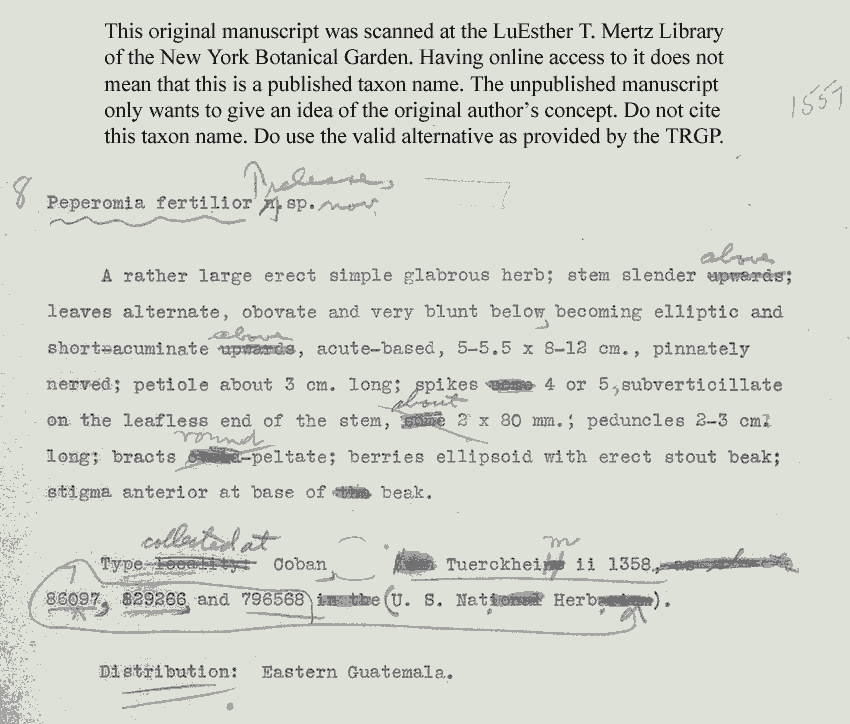 This original manuscript was scanned at the LuEsther T. Mertz Library
of the New York Botanical Garden. Having online access to it does not
mean that this is a published taxon name. The unpublished manuscript
only wants to give an idea of the original author's concept. Do not cite
this taxon name. Do use the valid alternative as provided by the TRGP.
1557
8 Peperomia fertilior Trelease, n. sp. nov.
above
A rather large erect simple glabrous herb; stem slender upwards;
leaves alternate, obovate and very blunt below, becoming elliptic and
above
short-acuminate upwards, acute-based, 5-5.5 x 8-12 cm., pinnately
nerved; petiole about 3 cm. long; spikes 4 or 5, subverticillate
about
on the leafless end of the stem, some 2 x 80 mm.; peduncles 2-3 cm.
round
long; bracts -peltate; berries ellipsoid with erect stout beak;
stigma anterior at base of the beak.
collected at
Type locality: Coban, Tuerckheim ii 1358,
86097, 829266, and 796568 in the (U. S. National Herbarium).
Distribution: Eastern Guatemala.